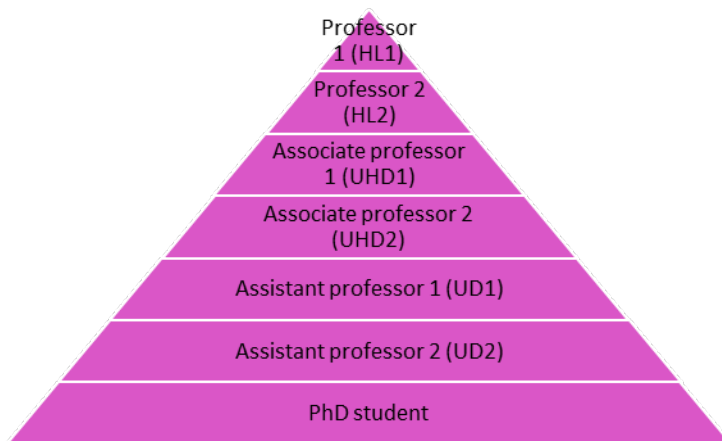 Professor
1 (HL1)
Professor 2
(HL2)
Associate professor
1 (UHD1)
Associate professor 2
(UHD2)
Assistant professor 1 (UD1)
Assistant professor 2 (UD2)
PhD student